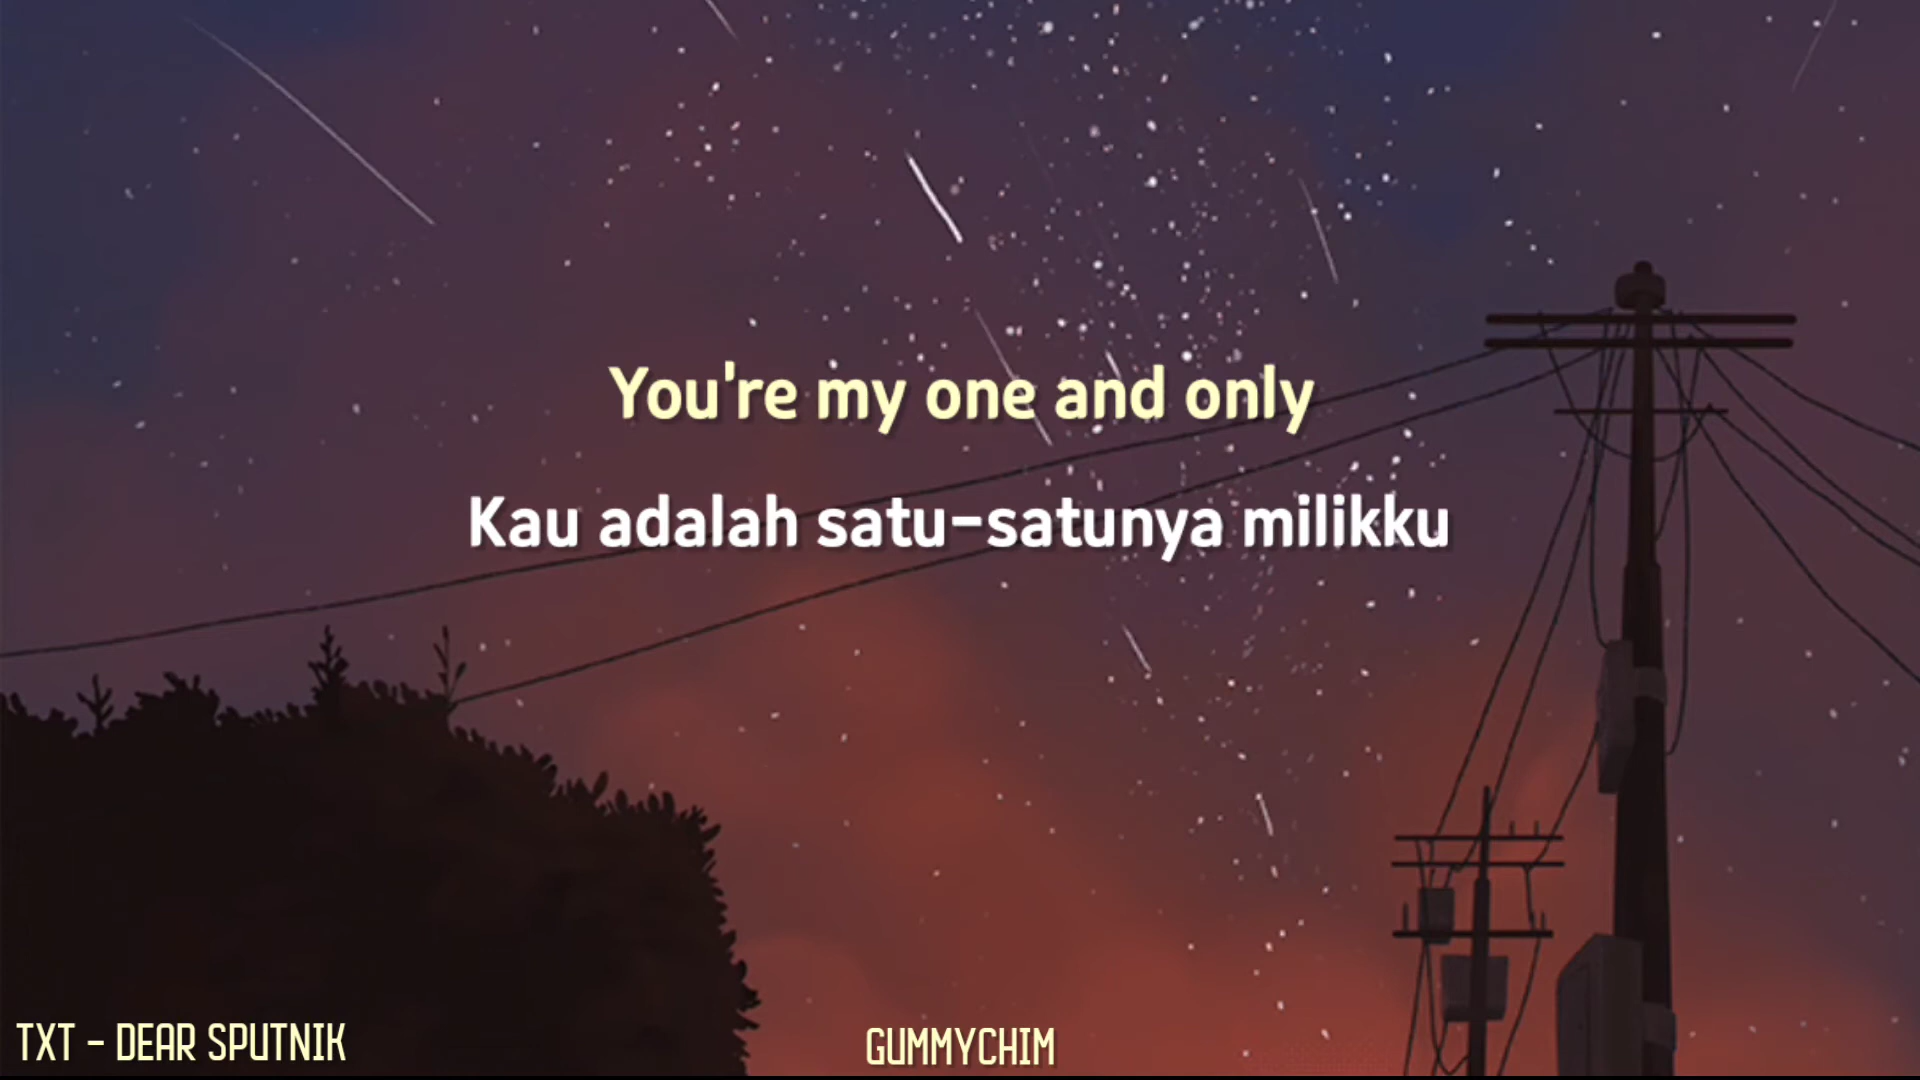 You're my one and only
Kau adalah satu-satunya milikku
TXT - DEAR SPUTNIK
GUMMYCHIM